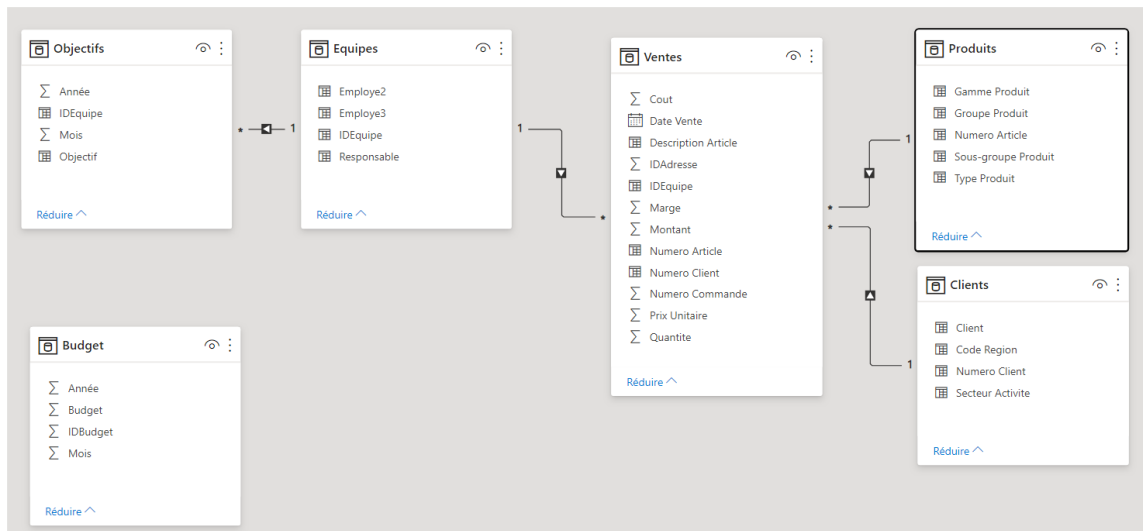 Objectifs
Année
IDEquipe
Mois
Objectif
Réduire
* 1
Equipes
Employe2
Employe3
IDEquipe
Responsable
Réduire
1
*
Ventes
Cout
Date Vente
Description Article
IDAdresse
IDEquipe
Marge
Montant
Numero Article
Numero Client
Numero Commande
Prix Unitaire
Quantite
Réduire
1
*
*
1
Produits
Gamme Produit
Groupe Produit
Numero Article
Sous-groupe Produit
Type Produit
Réduire
Clients
Client
Code Region
Numero Client
Secteur Activite
Réduire
Budget
Année
Budget
IDBudget
Mois
Réduire